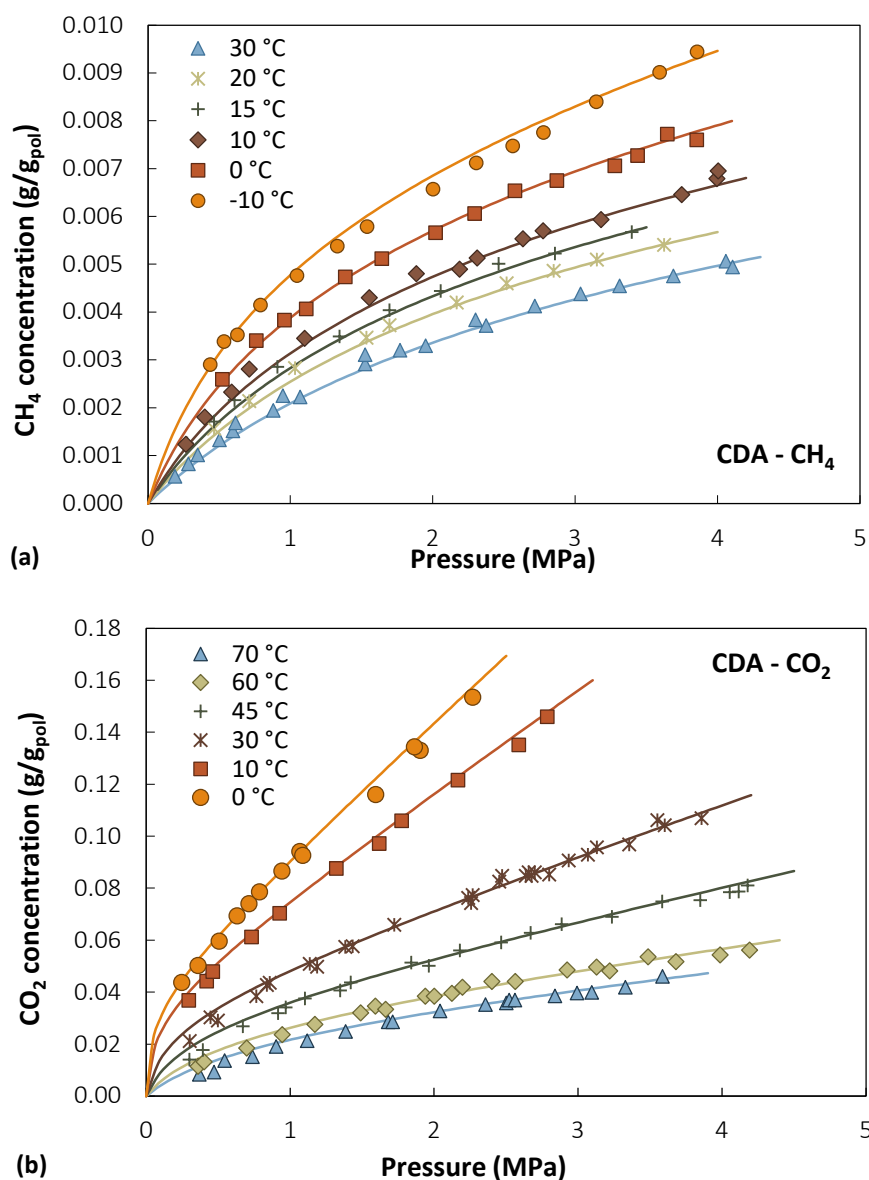 0.010
0.009
0.008
0.007
0.006
0.005
0.004
0.003
0.002
0.001
0.000
CH₄ concentration (g/g_pol)
30 °C
20 °C
15 °C
10 °C
0 °C
-10 °C
CDA - CH₄
0 1 2 3 4 5
(a) Pressure (MPa)
0.18
0.16
0.14
0.12
0.10
0.08
0.06
0.04
0.02
0.00
CO₂ concentration (g/g_pol)
70 °C
60 °C
45 °C
30 °C
10 °C
0 °C
CDA - CO₂
0 1 2 3 4 5
(b) Pressure (MPa)